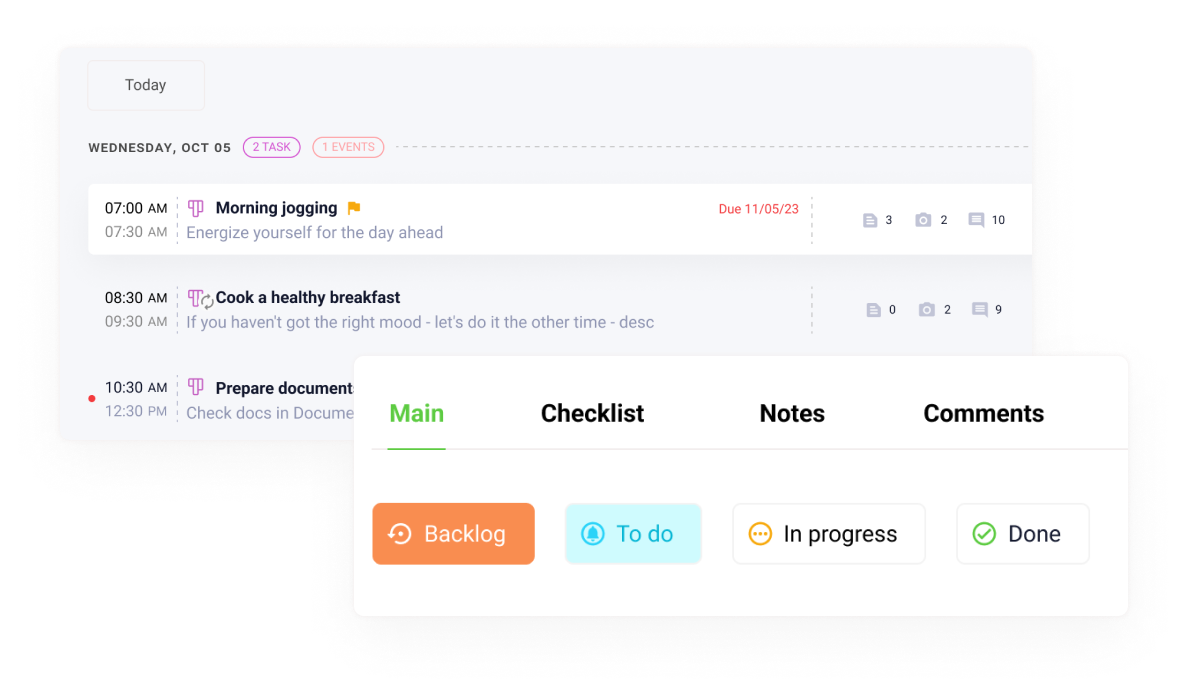 Today
WEDNESDAY, OCT 05 2 TASK 1 EVENTS
07:00 AM Morning jogging Due 11/05/23 3 2 10
07:30 AM Energize yourself for the day ahead
08:30 AM Cook a healthy breakfast 0 2 9
09:30 AM If you haven't got the right mood - let's do it the other time - desc
10:30 AM Prepare document
12:30 PM Check docs in Docume
Main Checklist Notes Comments
Backlog To do In progress Done